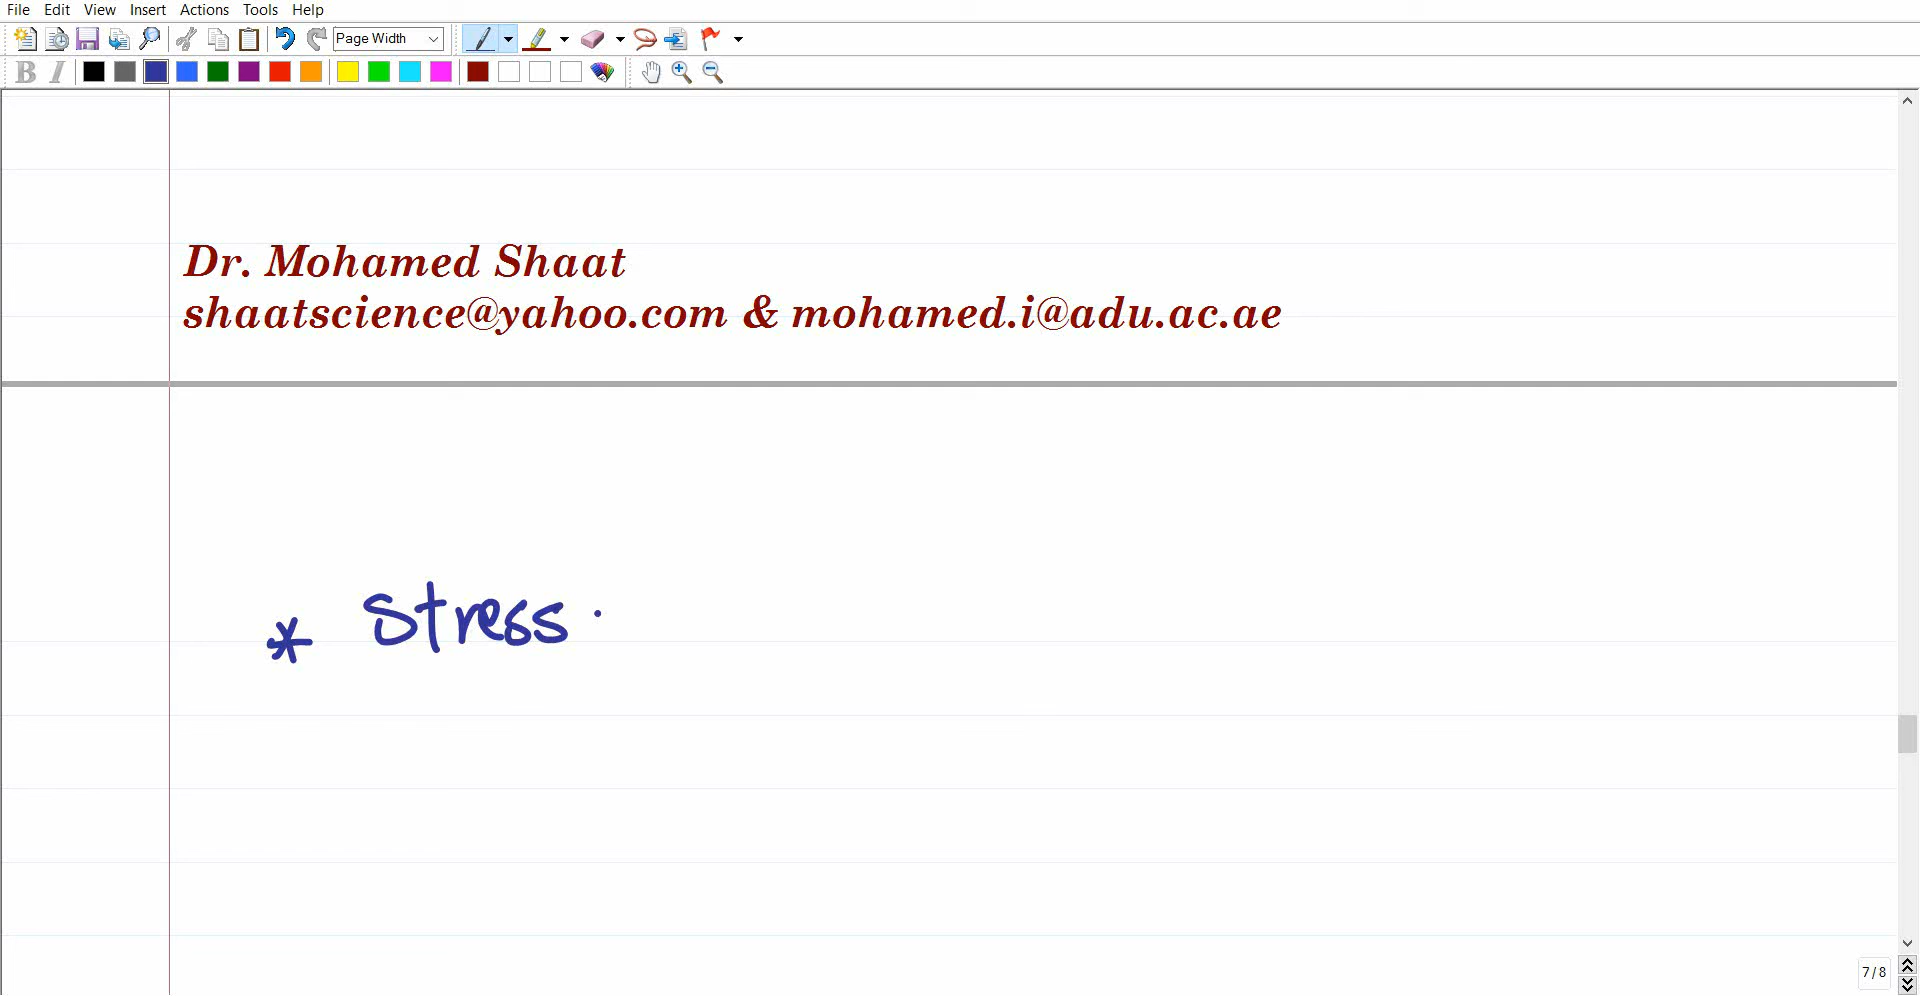 File Edit View Insert Actions Tools Help
Page Width
B I
Dr. Mohamed Shaat
shaatscience@yahoo.com & mohamed.i@adu.ac.ae
* Stress
7/8